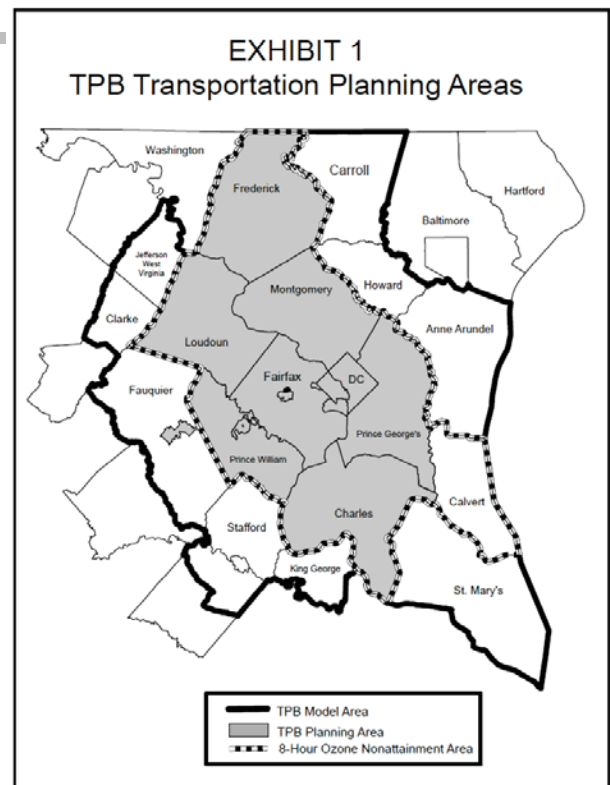 EXHIBIT 1
TPB Transportation Planning Areas
Washington
Carroll
Frederick
Hartford
Baltimore
Jefferson
West
Virginia
Howard
Montgomery
Clarke
Anne Arundel
Loudoun
Fairfax
DC
Fauquier
Prince George's
Prince William
Calvert
Charles
Stafford
King George
St. Mary's
TPB Model Area
TPB Planning Area
8-Hour Ozone Nonattainment Area